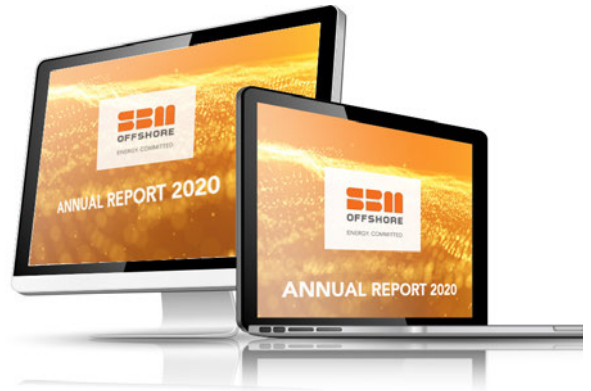 SBM
OFFSHORE
ENERGY. COMMITTED.
ANNUAL REPORT 2020
SBM
OFFSHORE
ENERGY. COMMITTED.
ANNUAL REPORT 2020